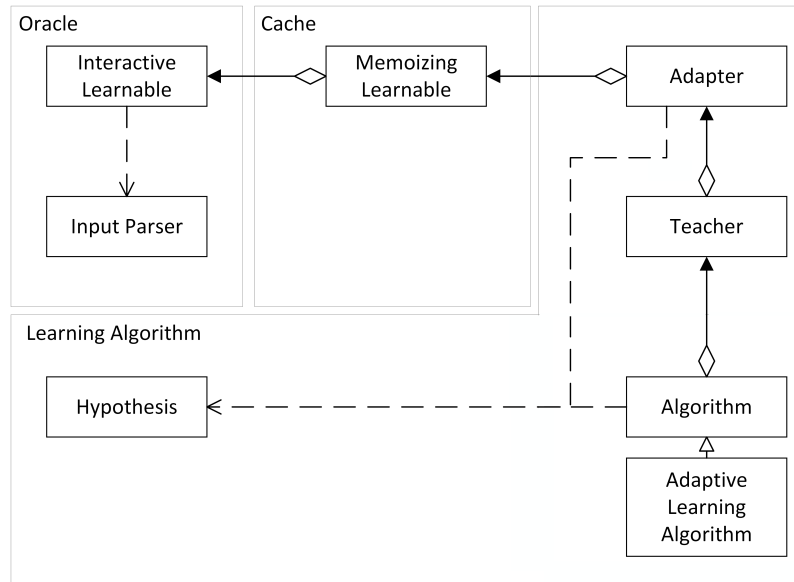 Oracle
Cache
Interactive
Learnable
Memoizing
Learnable
Adapter
Input Parser
Teacher
Learning Algorithm
Hypothesis
Algorithm
Adaptive
Learning
Algorithm